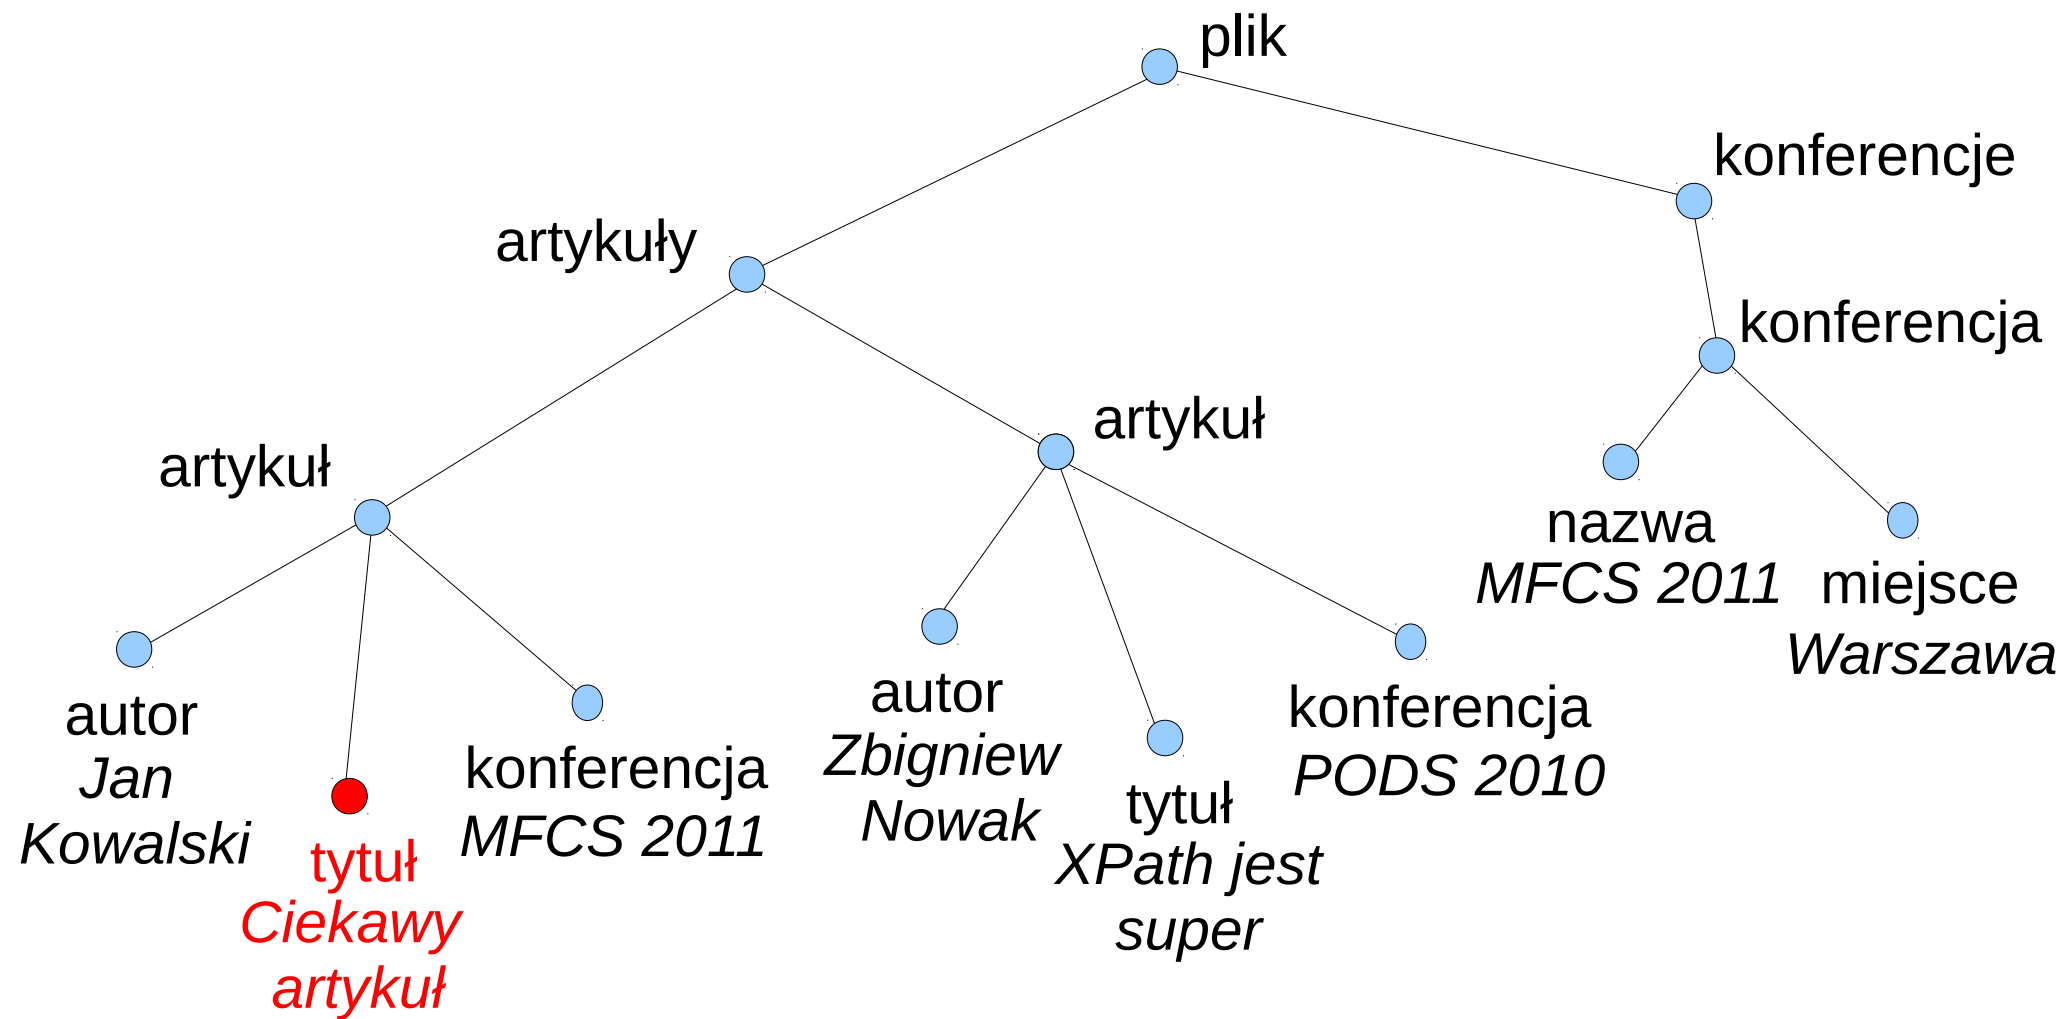 plik
konferencje
artykuły
konferencja
artykuł
artykuł
nazwa
MFCS 2011
miejsce
Warszawa
autor
Jan
Kowalski
tytuł
Ciekawy
artykuł
konferencja
MFCS 2011
autor
Zbigniew
Nowak
tytuł
XPath jest
super
konferencja
PODS 2010